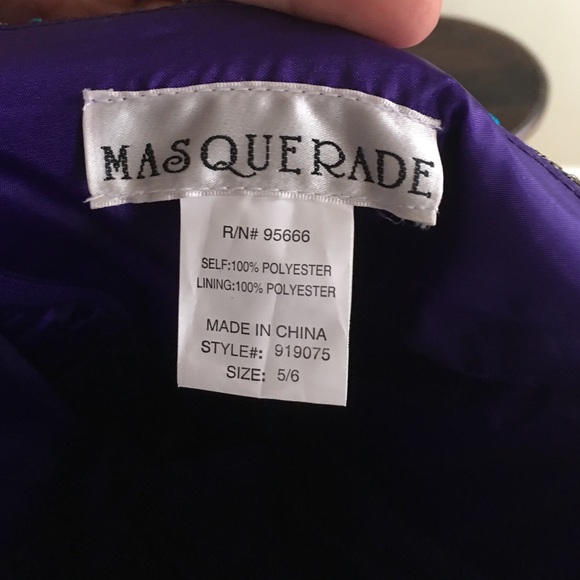 MASQUERADE
R/N# 95666
SELF:100% POLYESTER
LINING:100% POLYESTER
MADE IN CHINA
STYLE#: 919075
SIZE: 5/6